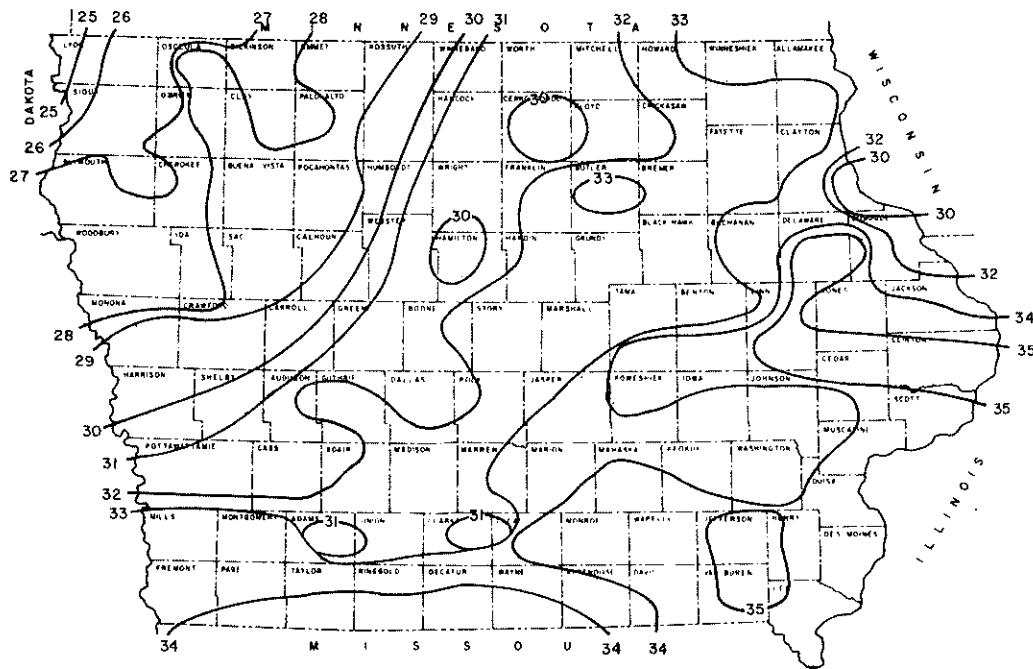 25 26 27 28 29 30 31 32 33
M N N E S O T A
LYON OSCEOLA DICKINSON EMMET KOSSUTH WINNEBAGO WORTH MITCHELL HOWARD WINNESHIEK ALLAMAKEE
DAKOTA
WISCONSIN
SIOUX O'BRIEN CLAY PALO ALTO HANCOCK CERRO GORDO FLOYD CHICKASAW
30
25
26
27
FAYETTE CLAYTON
32
30
PLYMOUTH CHEROKEE BUENA VISTA POCAHONTAS HUMBOLDT WRIGHT FRANKLIN BUTLER BREMER
33
30
WEBSTER BLACK HAWK BUCHANAN DELAWARE
30
WOODBURY IDA SAC CALHOUN HAMILTON HARDIN GRUNDY
32
TAMA BENTON LINN JONES JACKSON
MONONA CRAWFORD CARROLL GREENE BOONE STORY MARSHALL
34
28
29
CLINTON
35
CEDAR
HARRISON SHELBY AUDUBON GUTHRIE DALLAS POLK JASPER POWESHIEK IOWA JOHNSON
SCOTT
35
30
MUSCATINE
31
POTTAWATTAMIE CASS ADAIR MADISON WARREN MARION MAHASKA KEOKUK WASHINGTON
LOUISA
ILLINOIS
32
33
MILLS MONTGOMERY ADAMS 31 UNION CLARKE 31 MONROE WAPELLO JEFFERSON HENRY
DES MOINES
FREMONT PAGE TAYLOR RINGGOLD DECATUR WAYNE DAVIS VAN BUREN
35
34 34 34
M I S S O U